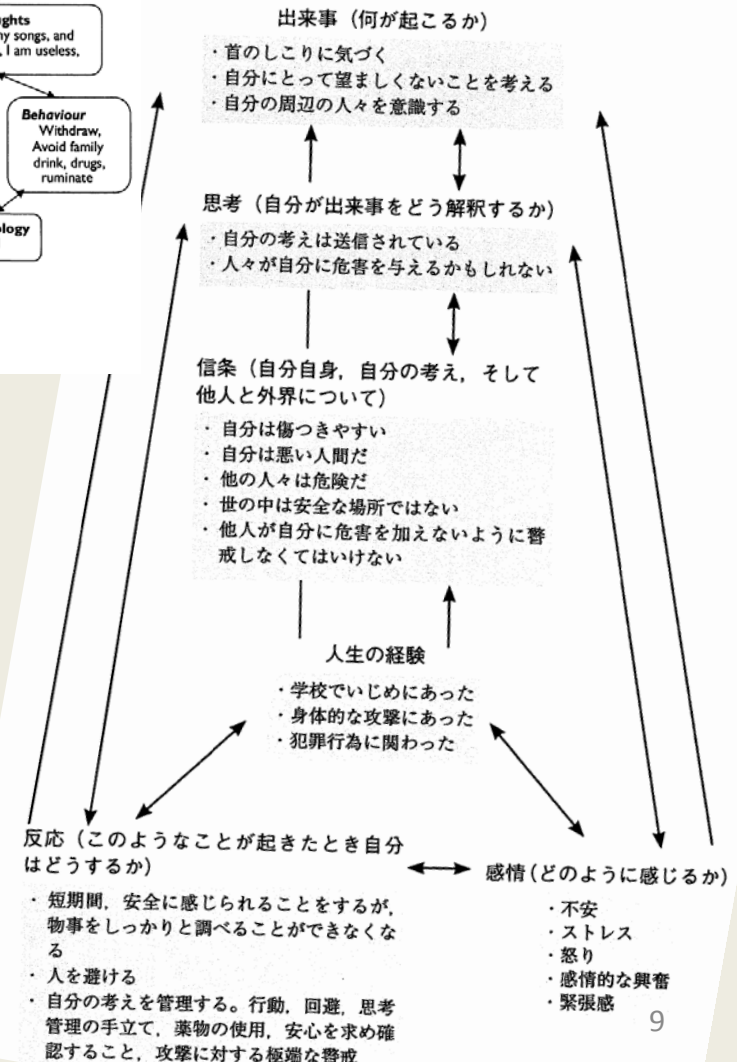 ghts
ny songs, and
, I am useless,
Behaviour
Withdraw,
Avoid family
drink, drugs,
ruminate
ology
出来事（何が起こるか）
・首のしこりに気づく
・自分にとって望ましくないことを考える
・自分の周辺の人々を意識する
思考（自分が出来事をどう解釈するか）
・自分の考えは送信されている
・人々が自分に危害を与えるかもしれない
信条（自分自身，自分の考え，そして
他人と外界について）
・自分は傷つきやすい
・自分は悪い人間だ
・他の人々は危険だ
・世の中は安全な場所ではない
・他人が自分に危害を加えないように警
戒しなくてはいけない
人生の経験
・学校でいじめにあった
・身体的な攻撃にあった
・犯罪行為に関わった
反応（このようなことが起きたとき自分
はどうするか）
・短期間，安全に感じられることをするが，
物事をしっかりと調べることができなくな
る
・人を避ける
・自分の考えを管理する。行動，回避，思考
管理の手立て，薬物の使用，安心を求め確
認すること，攻撃に対する極端な警戒
感情（どのように感じるか）
・不安
・ストレス
・怒り
・感情的な興奮
・緊張感
9